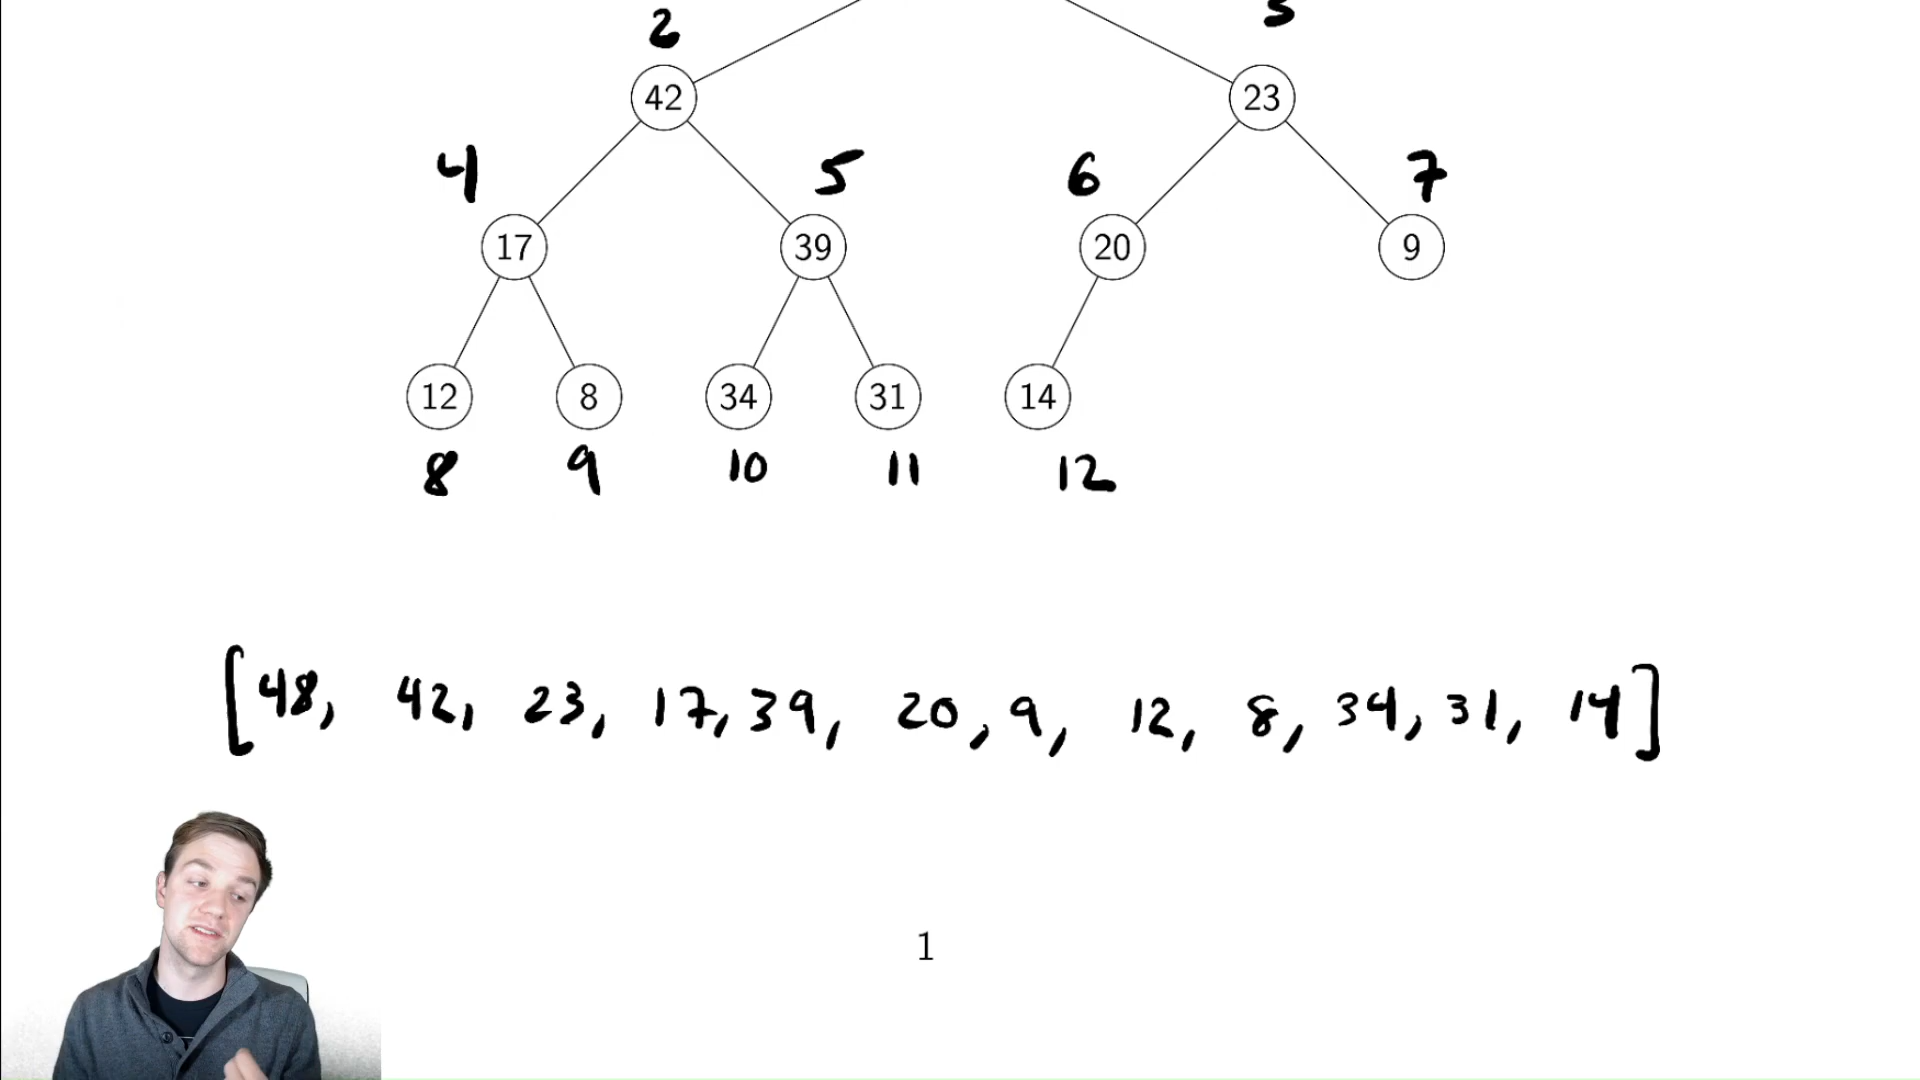 2 3
42 23
4 5 6 7
17 39 20 9
12 8 34 31 14
8 9 10 11 12
[48, 42, 23, 17, 39, 20, 9, 12, 8, 34, 31, 14]
1